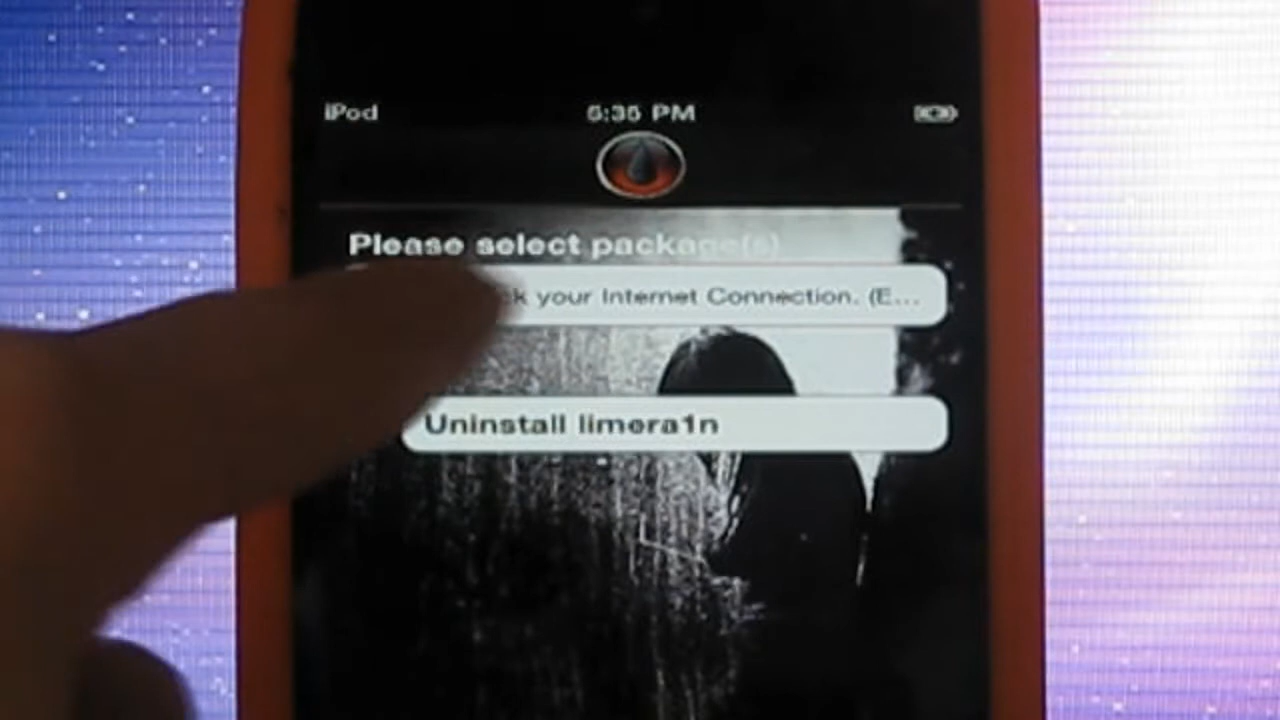 iPod
5:35 PM
Please select package(s)
your Internet Connection. (E...
Uninstall limera1n